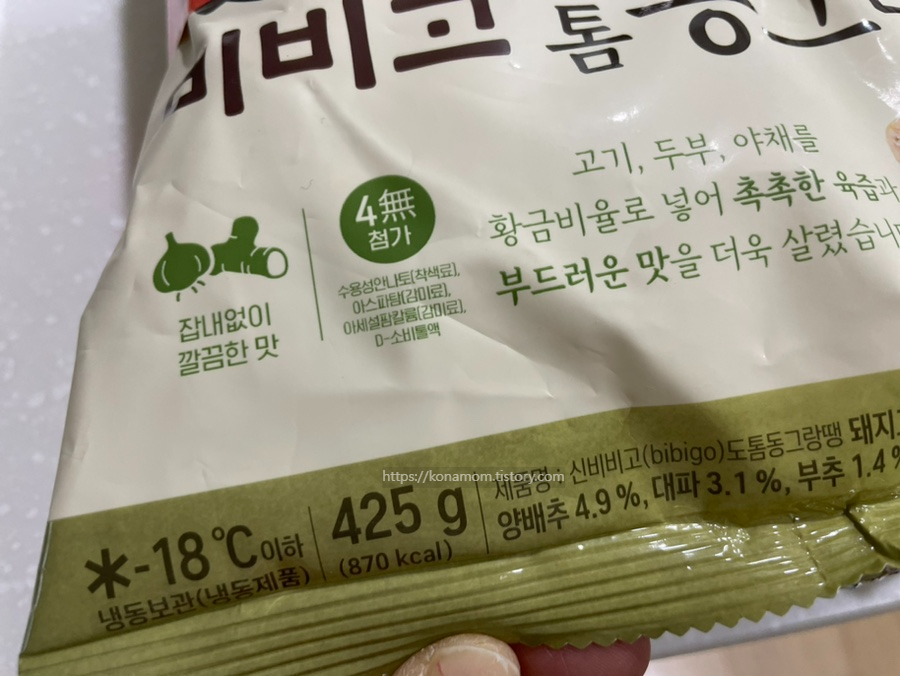 비비고
톰
고기, 두부, 야채를
황금비율로 넣어 촉촉한 육즙과
부드러운 맛을 더욱 살렸습니
4無
첨가
수용성안나토(착색료),
아스파탐(감미료),
아세설팜칼륨(감미료),
D-소비톨액
잡내없이
깔끔한 맛
https://konamom.tistory.com
제품명 : 신비비고(bibigo)도톰동그랑땡 돼지
양배추 4.9%, 대파 3.1%, 부추 1.4%
-18℃이하
냉동보관(냉동제품)
425 g
(870 kcal)